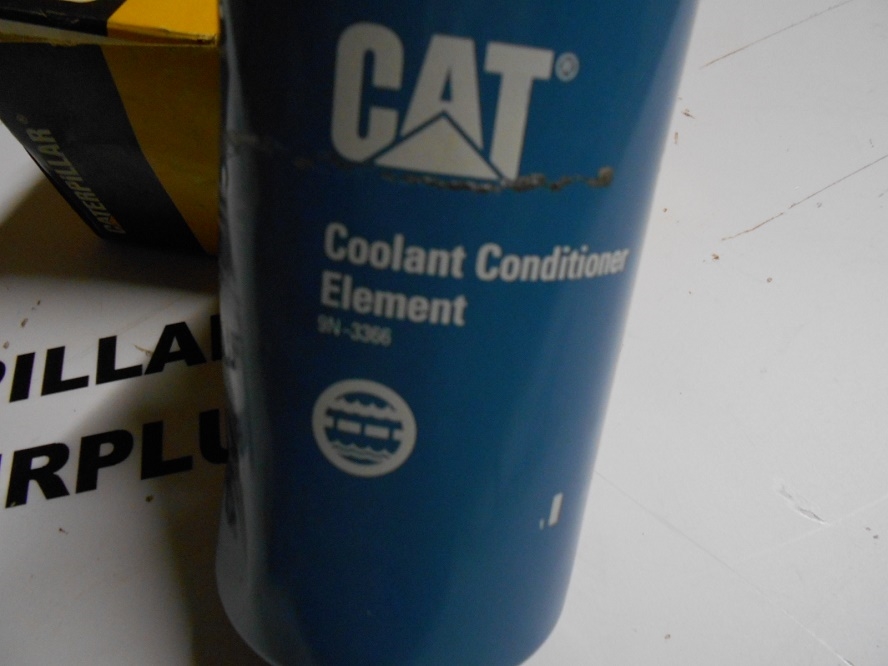 CAT®
Coolant Conditioner
Element
9N-3366
CATERPILLAR®
PILLA
RPLU